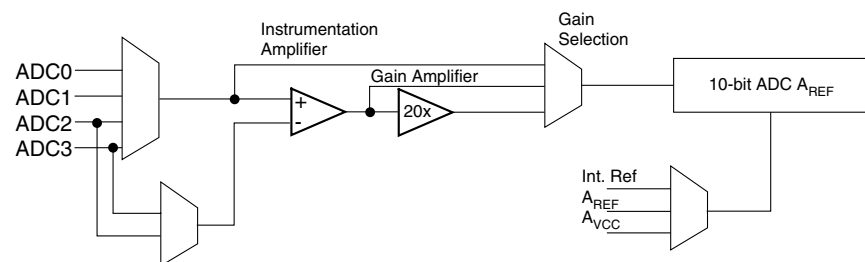 Gain
Selection
Instrumentation
Amplifier
ADC0
ADC1
ADC2
ADC3
+
-
Gain Amplifier
20x
10-bit ADC AREF
Int. Ref
AREF
AVCC